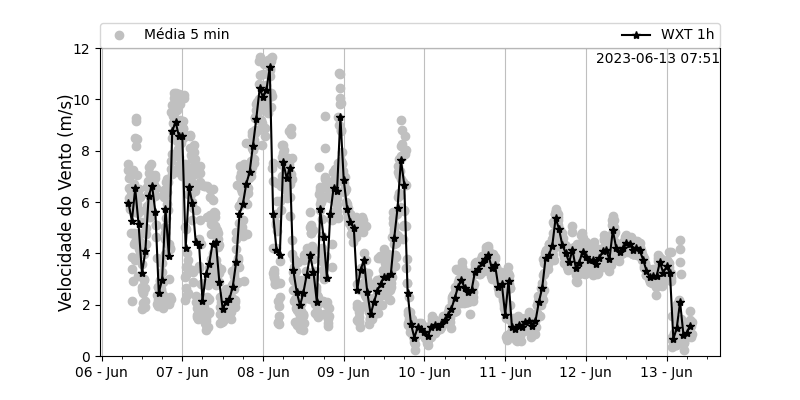 Média 5 min
WXT 1h
2023-06-13 07:51
Velocidade do Vento (m/s)
12
10
8
6
4
2
0
06 - Jun
07 - Jun
08 - Jun
09 - Jun
10 - Jun
11 - Jun
12 - Jun
13 - Jun